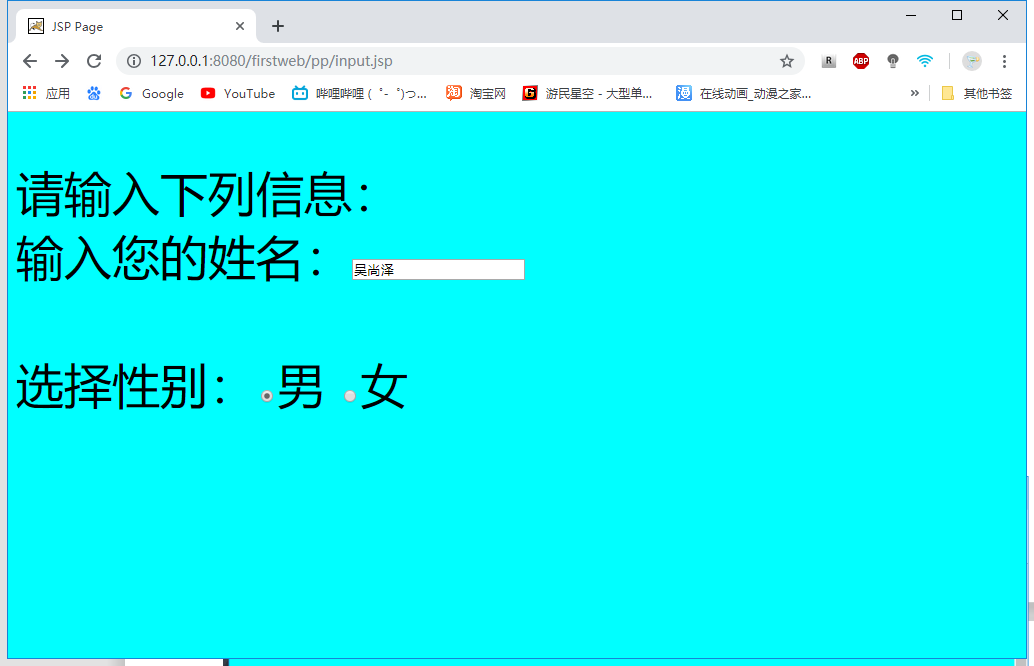 JSP Page
127.0.0.1:8080/firstweb/pp/input.jsp
R ABP
应用 Google YouTube 哔哩哔哩 ( ゜- ゜)つ... 淘 淘宝网 G 游民星空 - 大型单... 漫 在线动画_动漫之家... » 其他书签
请输入下列信息：
输入您的姓名： 吴尚泽
选择性别： 男 女